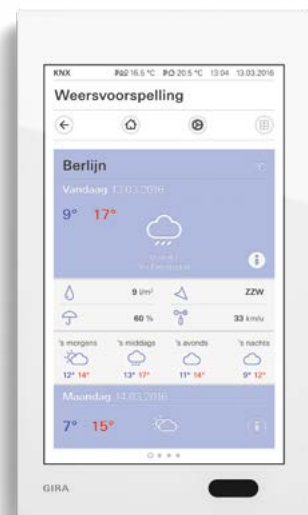 KNX 16.5 °C 20.5 °C 13:04 13.03.2016
Weersvoorspelling
Berlijn °C
Vandaag 13.03.2016
9° 17°
9 l/m² ZZW
60 % 33 km/u
's morgens 's middags 's avonds 's nachts
12° 14° 13° 17° 11° 14° 9° 12°
Maandag 14.03.2016
7° 15°
GIRA